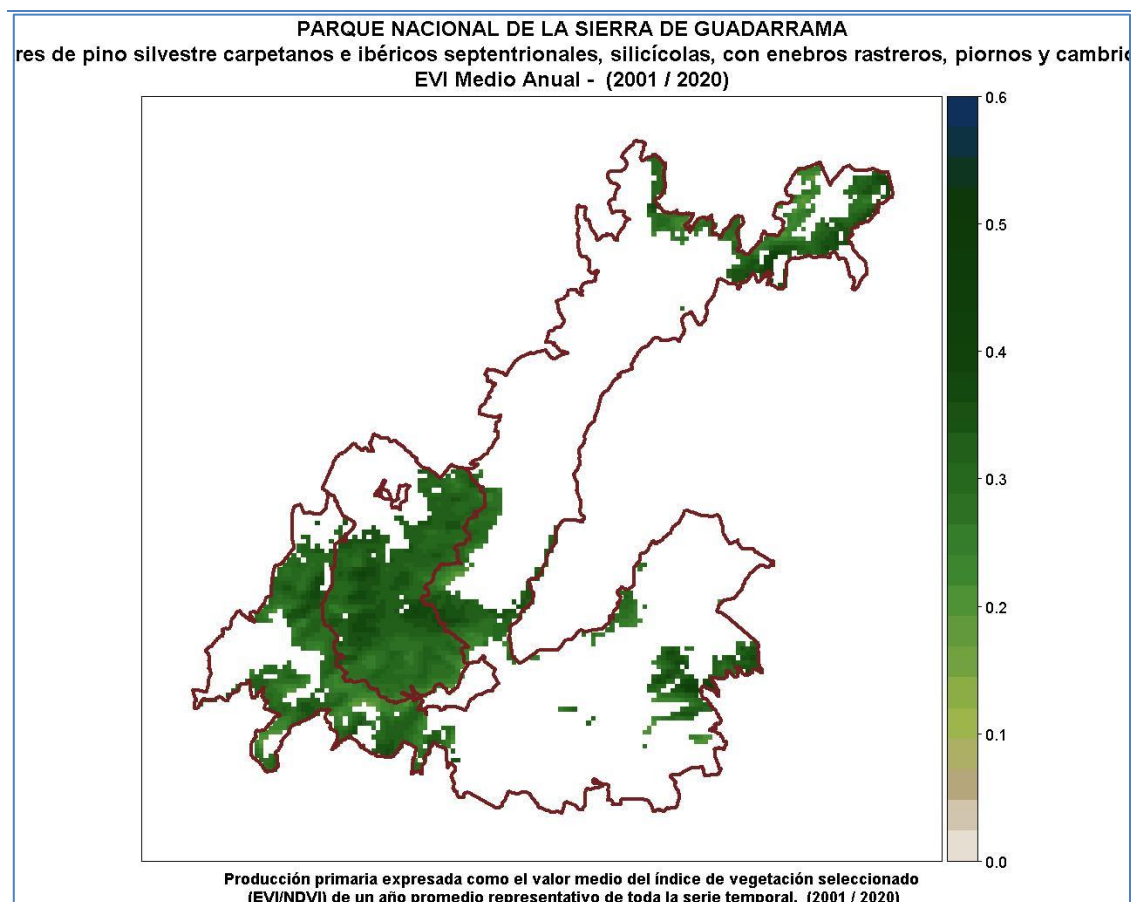 PARQUE NACIONAL DE LA SIERRA DE GUADARRAMA
res de pino silvestre carpetanos e ibéricos septentrionales, silicícolas, con enebros rastreros, piornos y cambric
EVI Medio Anual - (2001 / 2020)
0.6
0.5
0.4
0.3
0.2
0.1
0.0
Producción primaria expresada como el valor medio del índice de vegetación seleccionado
(EVI/NDVI) de un año promedio representativo de toda la serie temporal. (2001 / 2020)